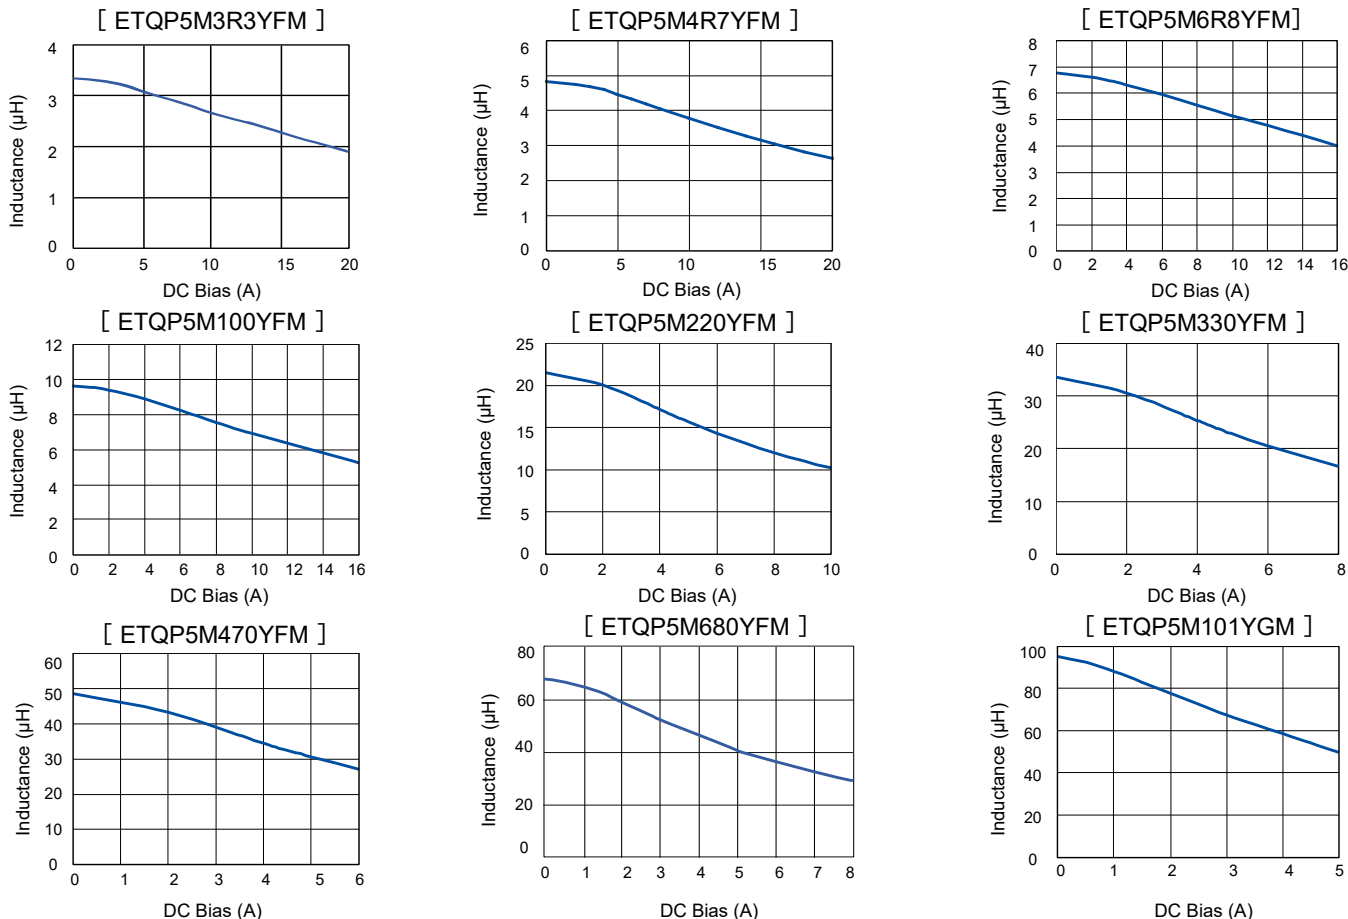 [ ETQP5M3R3YFM ]
4
3
2
1
0
Inductance (μH)
0 5 10 15 20
DC Bias (A)
[ ETQP5M4R7YFM ]
6
5
4
3
2
1
0
Inductance (μH)
0 5 10 15 20
DC Bias (A)
[ ETQP5M6R8YFM]
8
7
6
5
4
3
2
1
0
Inductance (μH)
0 2 4 6 8 10 12 14 16
DC Bias (A)
[ ETQP5M100YFM ]
12
10
8
6
4
2
0
Inductance (μH)
0 2 4 6 8 10 12 14 16
DC Bias (A)
[ ETQP5M220YFM ]
25
20
15
10
5
0
Inductance (μH)
0 2 4 6 8 10
DC Bias (A)
[ ETQP5M330YFM ]
40
30
20
10
0
Inductance (μH)
0 2 4 6 8
DC Bias (A)
[ ETQP5M470YFM ]
60
50
40
30
20
10
0
Inductance (μH)
0 1 2 3 4 5 6
DC Bias (A)
[ ETQP5M680YFM ]
80
60
40
20
0
Inductance (μH)
0 1 2 3 4 5 6 7 8
DC Bias (A)
[ ETQP5M101YGM ]
100
80
60
40
20
0
Inductance (μH)
0 1 2 3 4 5
DC Bias (A)